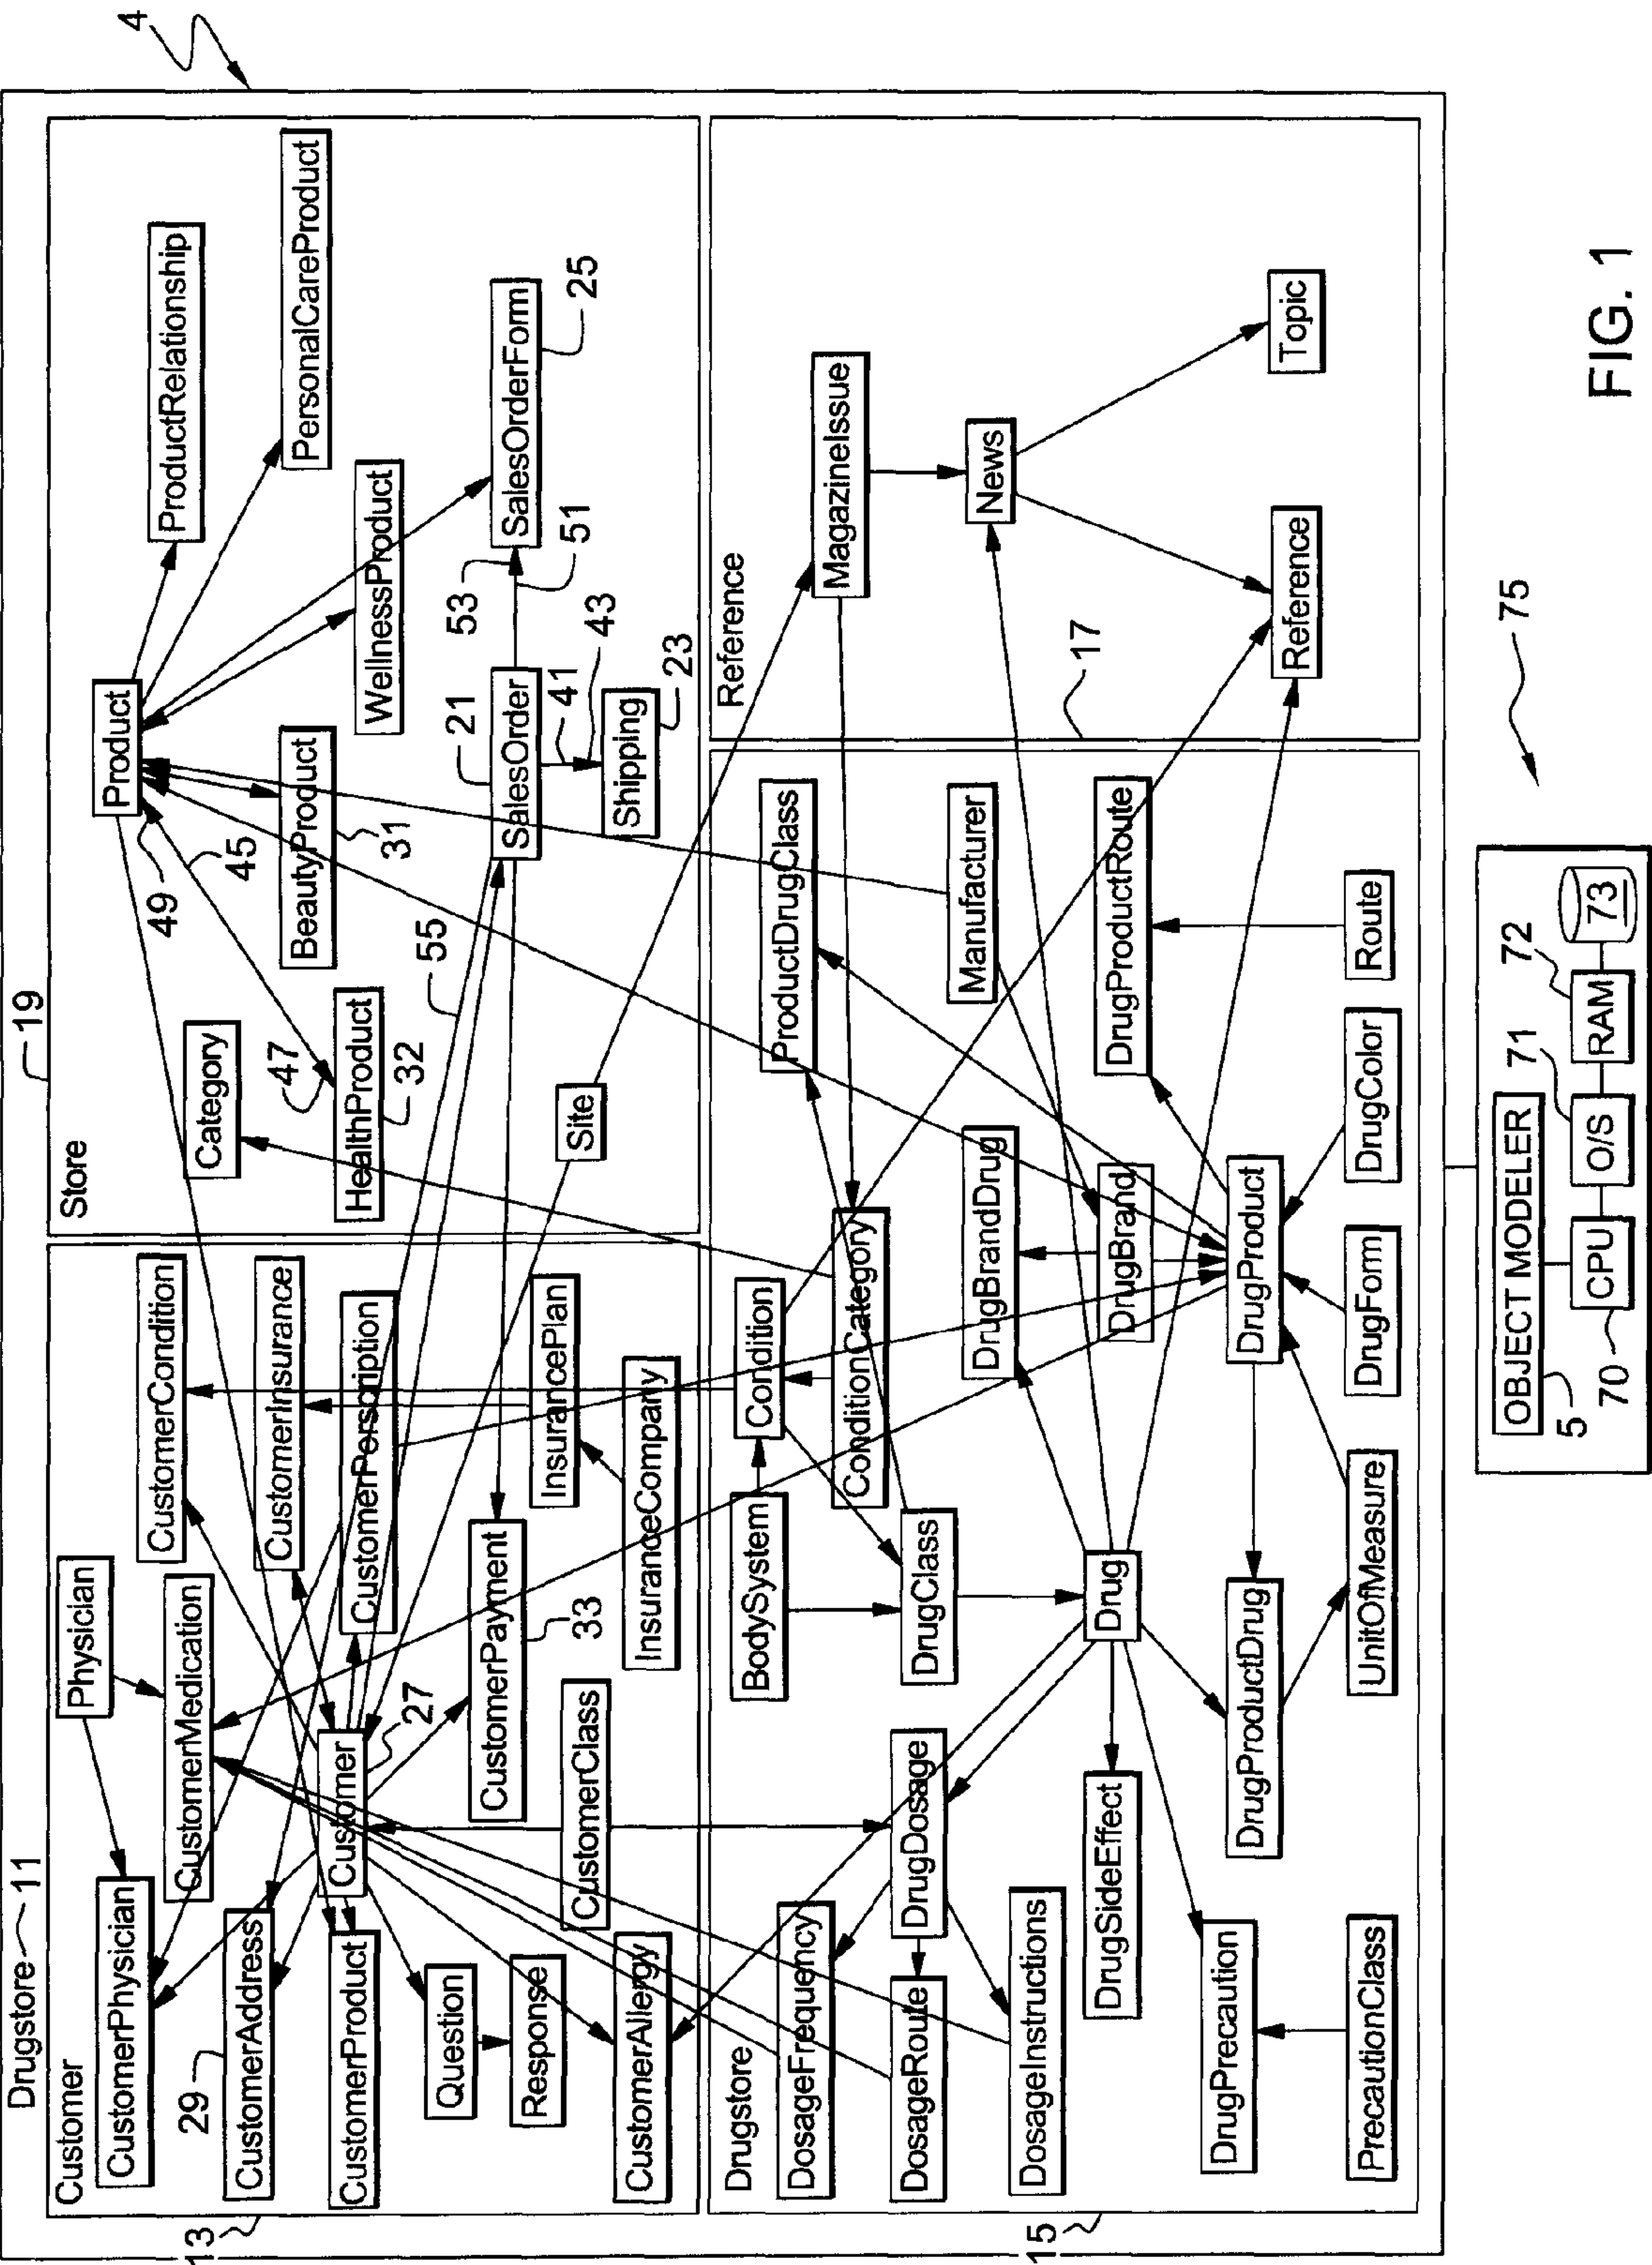 Drugstore 11
19
4
Customer
13
Physician
CustomerPhysician
CustomerMedication
CustomerCondition
29
CustomerAddress
CustomerInsurance
CustomerProduct
Customer
27
CustomerPerscription
Question
CustomerPayment
33
InsurancePlan
Response
CustomerClass
InsuranceCompany
CustomerAllergy
Store
Product
49
45
47
Category
ProductRelationship
BeautyProduct
31
PersonalCareProduct
HealthProduct
32
WellnessProduct
55
21
SalesOrder
53
51
SalesOrderForm
25
41
43
Site
Shipping
23
Drugstore
15
BodySystem
Condition
ProductDrugClass
DosageFrequency
ConditionCategory
DosageRoute
DrugDosage
DrugClass
Manufacturer
DosageInstructions
DrugBrandDrug
DrugSideEffect
Drug
DrugBrand
DrugProductRoute
DrugPrecaution
DrugProductDrug
DrugProduct
PrecautionClass
UnitOfMeasure
DrugForm
DrugColor
Route
Reference
17
MagazineIssue
News
Reference
Topic
75
OBJECT MODELER
5
70
CPU
71
O/S
72
RAM
73
FIG. 1